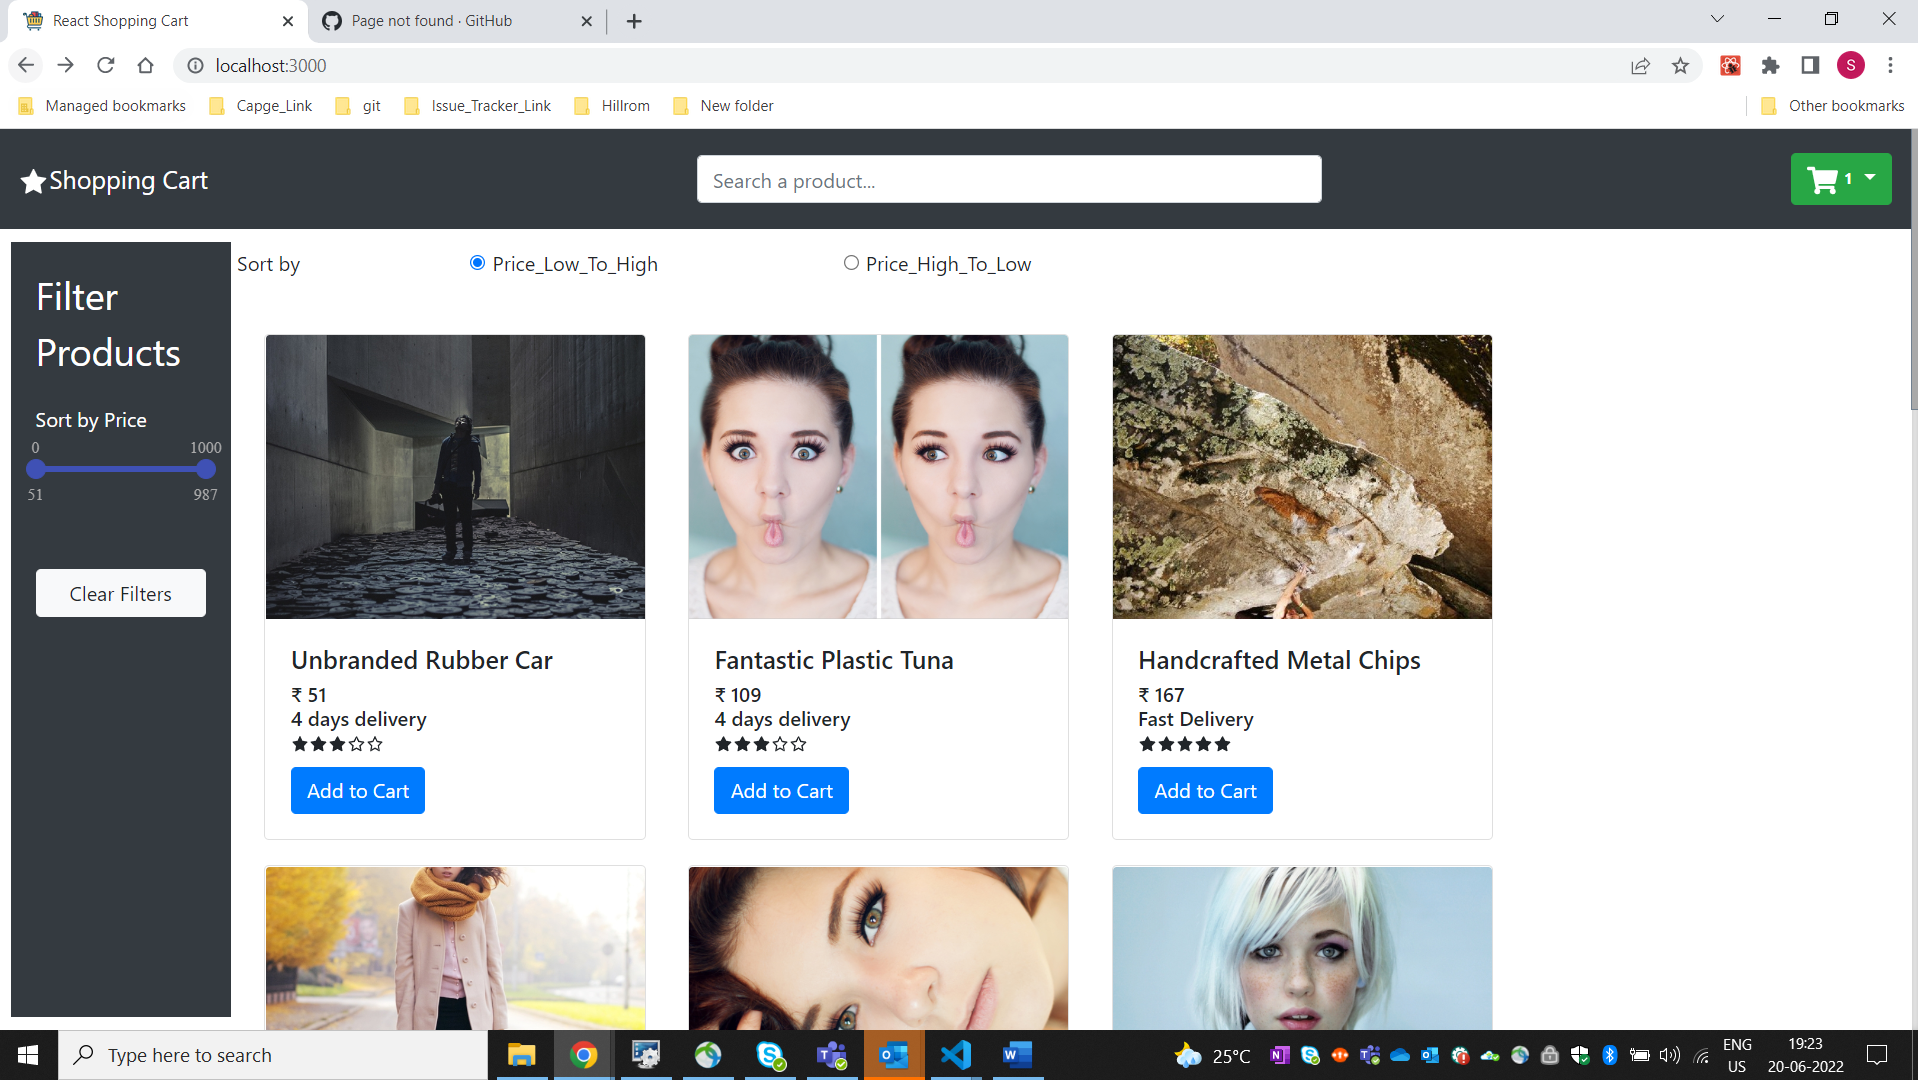 React Shopping Cart
Page not found · GitHub
localhost:3000
S
Managed bookmarks
Capge_Link
git
Issue_Tracker_Link
Hillrom
New folder
Other bookmarks
Shopping Cart
Search a product...
1
Filter
Products
Sort by Price
0 1000
51 987
Clear Filters
Sort by
Price_Low_To_High
Price_High_To_Low
Unbranded Rubber Car
₹ 51
4 days delivery
Add to Cart
Fantastic Plastic Tuna
₹ 109
4 days delivery
Add to Cart
Handcrafted Metal Chips
₹ 167
Fast Delivery
Add to Cart
Type here to search
25°C
ENG
US
19:23
20-06-2022